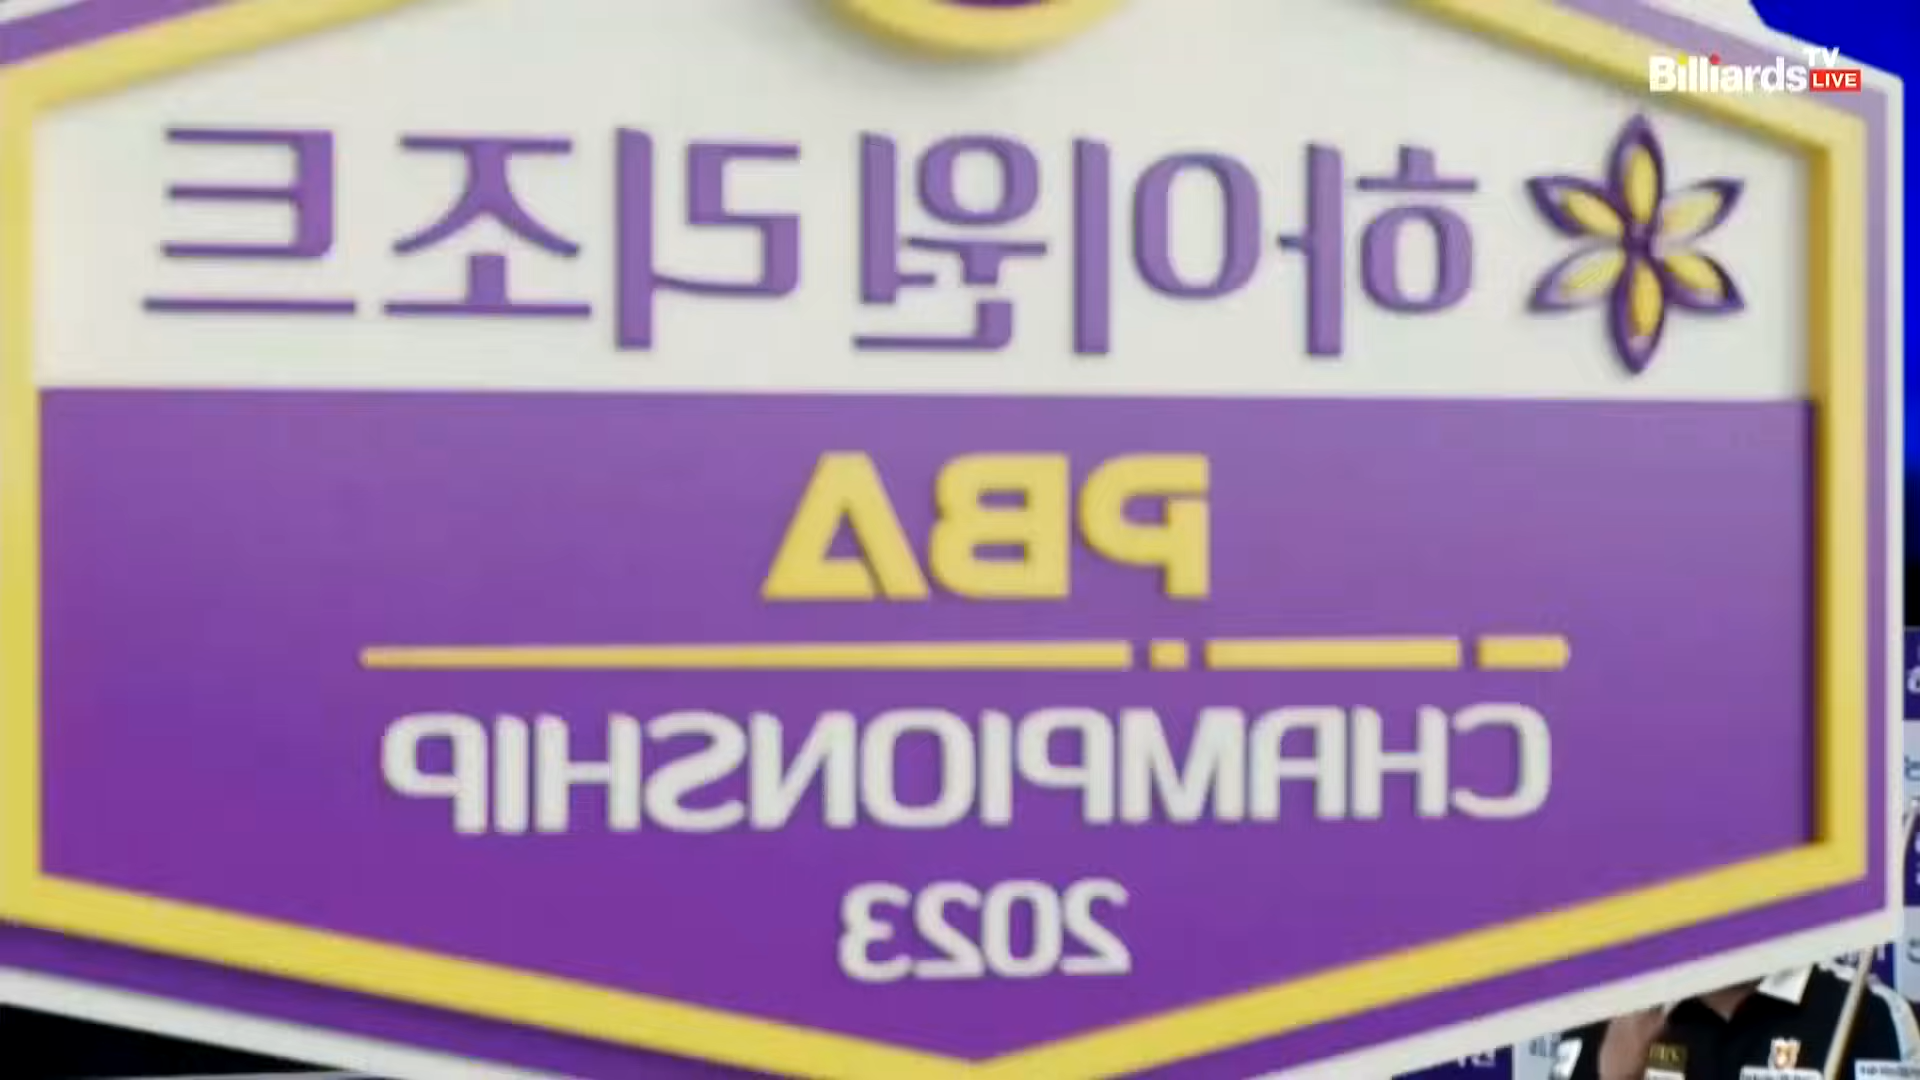 Billiards TV LIVE
하이원리조트
PBA
CHAMPIONSHIP
2023